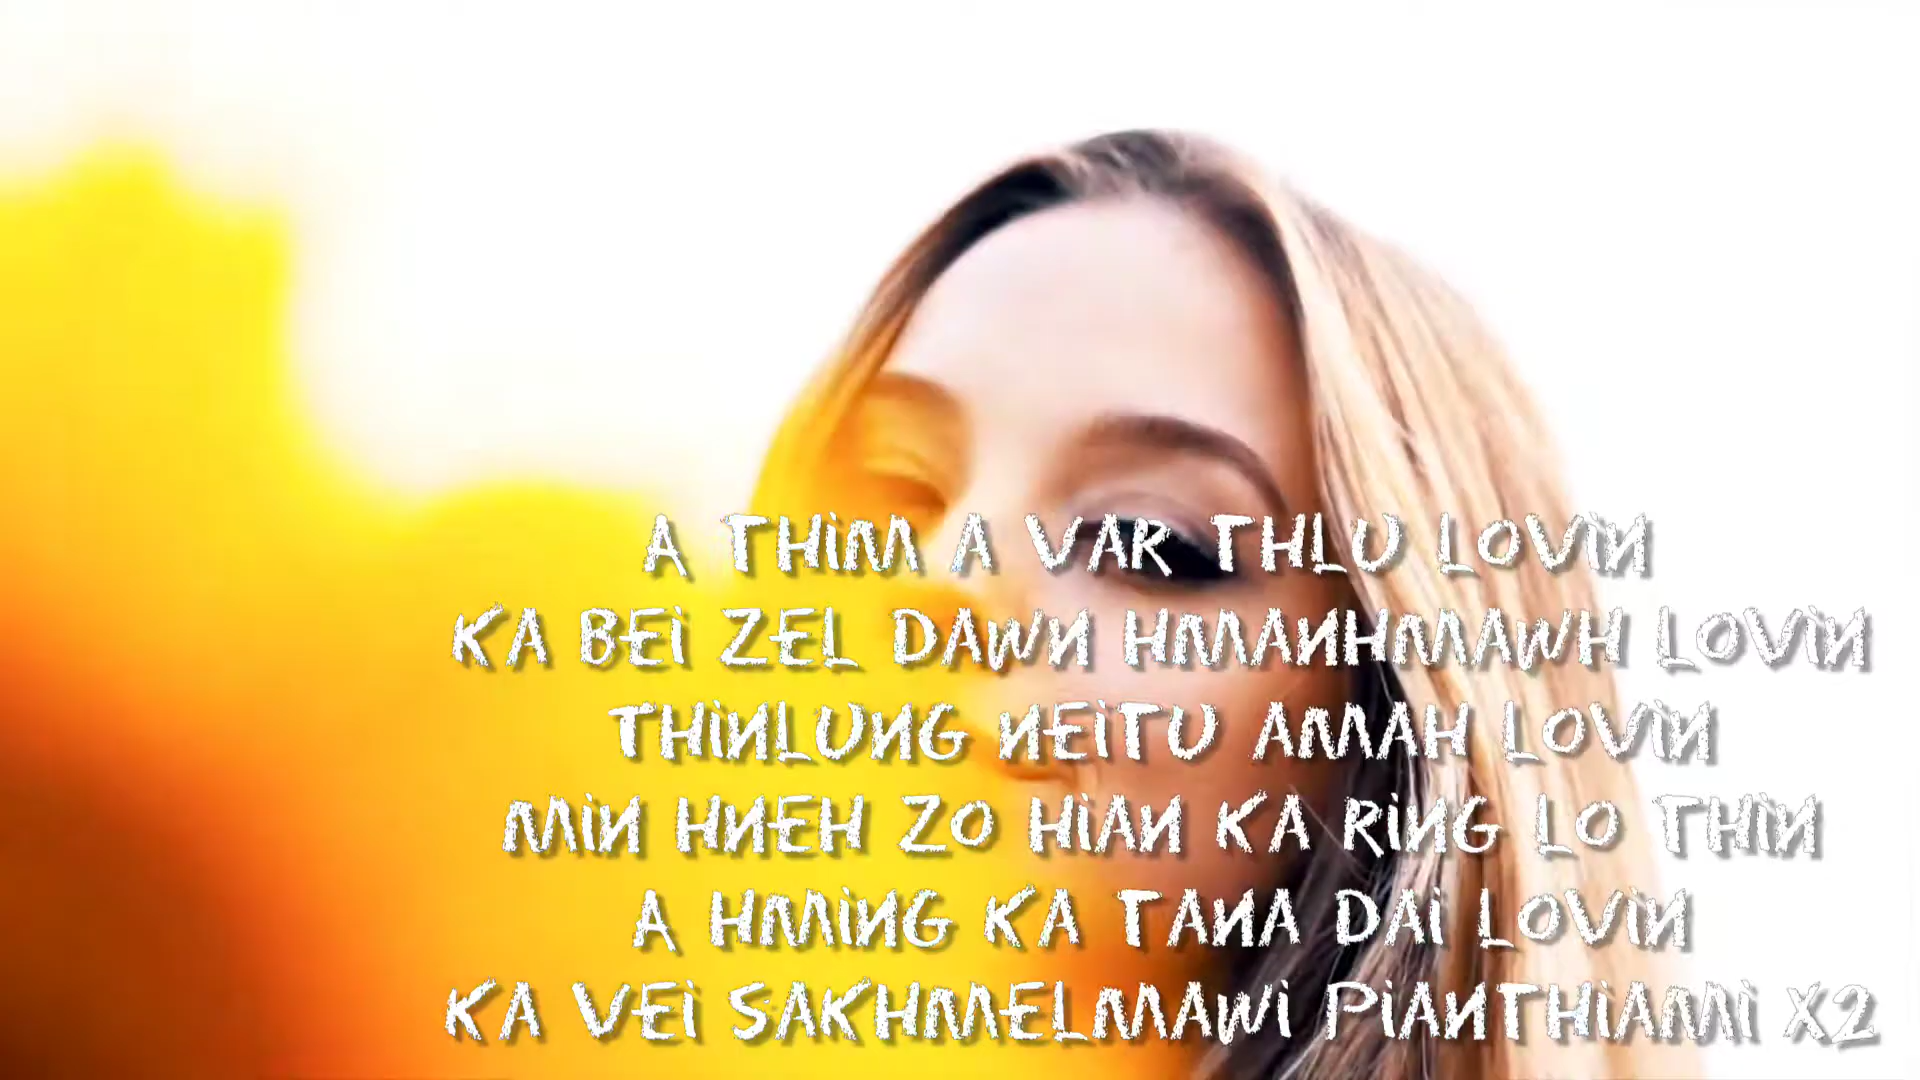 A THIM A VAR THLU LOVIN
KA BEI ZEL DAWN HMANHMAWH LOVIN
THINLUNG NEITU AMAH LOVIN
MIN HNEH ZO HIAN KA RING LO THIN
A HMING KA TANA DAI LOVIN
KA VEI SAKHMELMAWI PIANTHIAMI X2